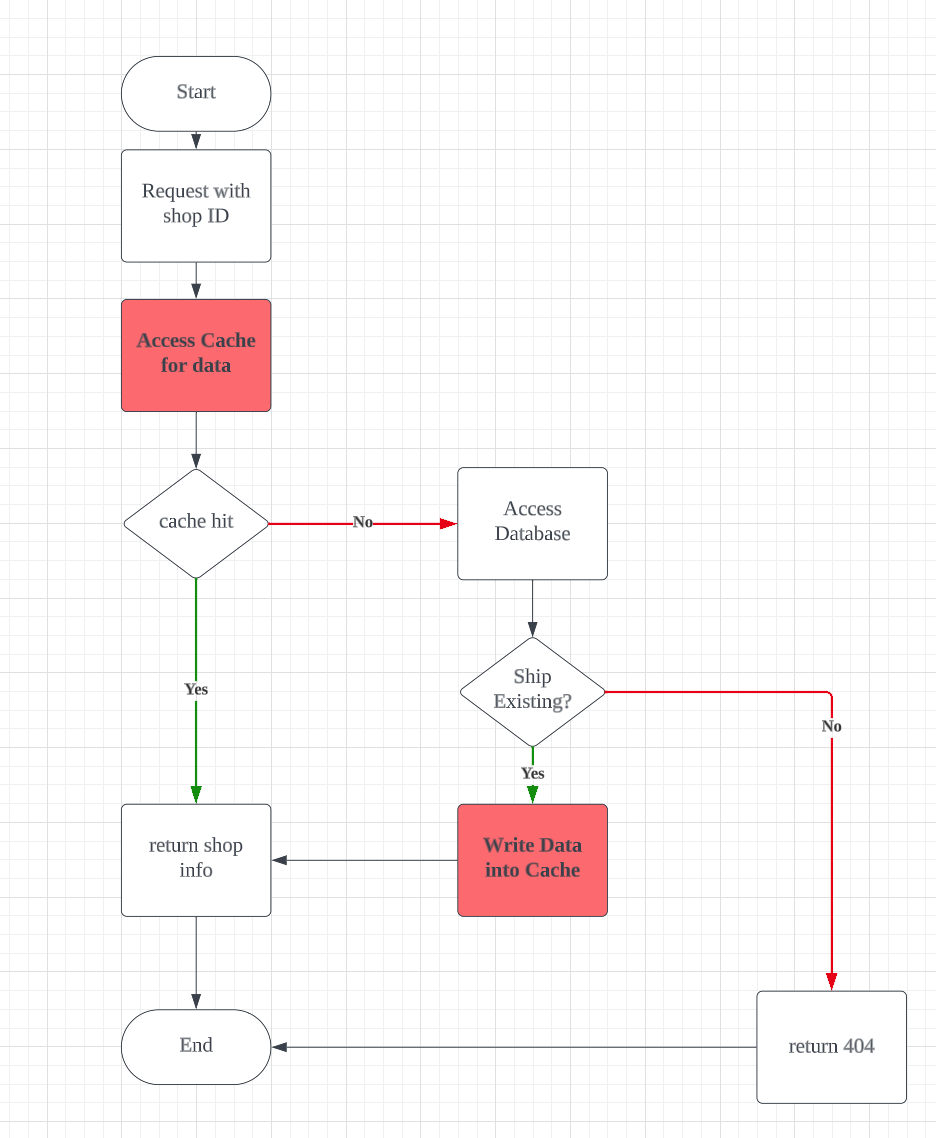 Start
Request with
shop ID
Access Cache
for data
cache hit
No
Access
Database
Yes
Ship
Existing?
No
Yes
return shop
info
Write Data
into Cache
End
return 404